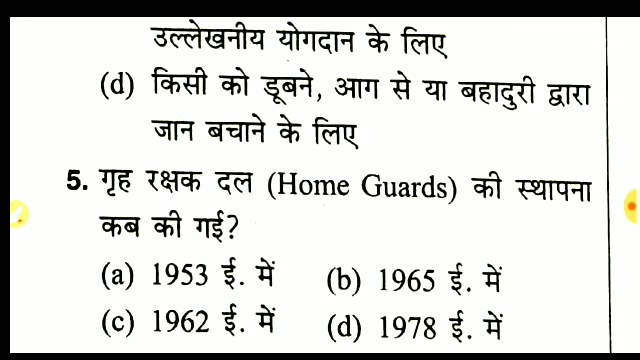 उल्लेखनीय योगदान के लिए
(d) किसी को डूबने, आग से या बहादुरी द्वारा
जान बचाने के लिए
5. गृह रक्षक दल (Home Guards) की स्थापना
कब की गई?
(a) 1953 ई. में (b) 1965 ई. में
(c) 1962 ई. में (d) 1978 ई. में